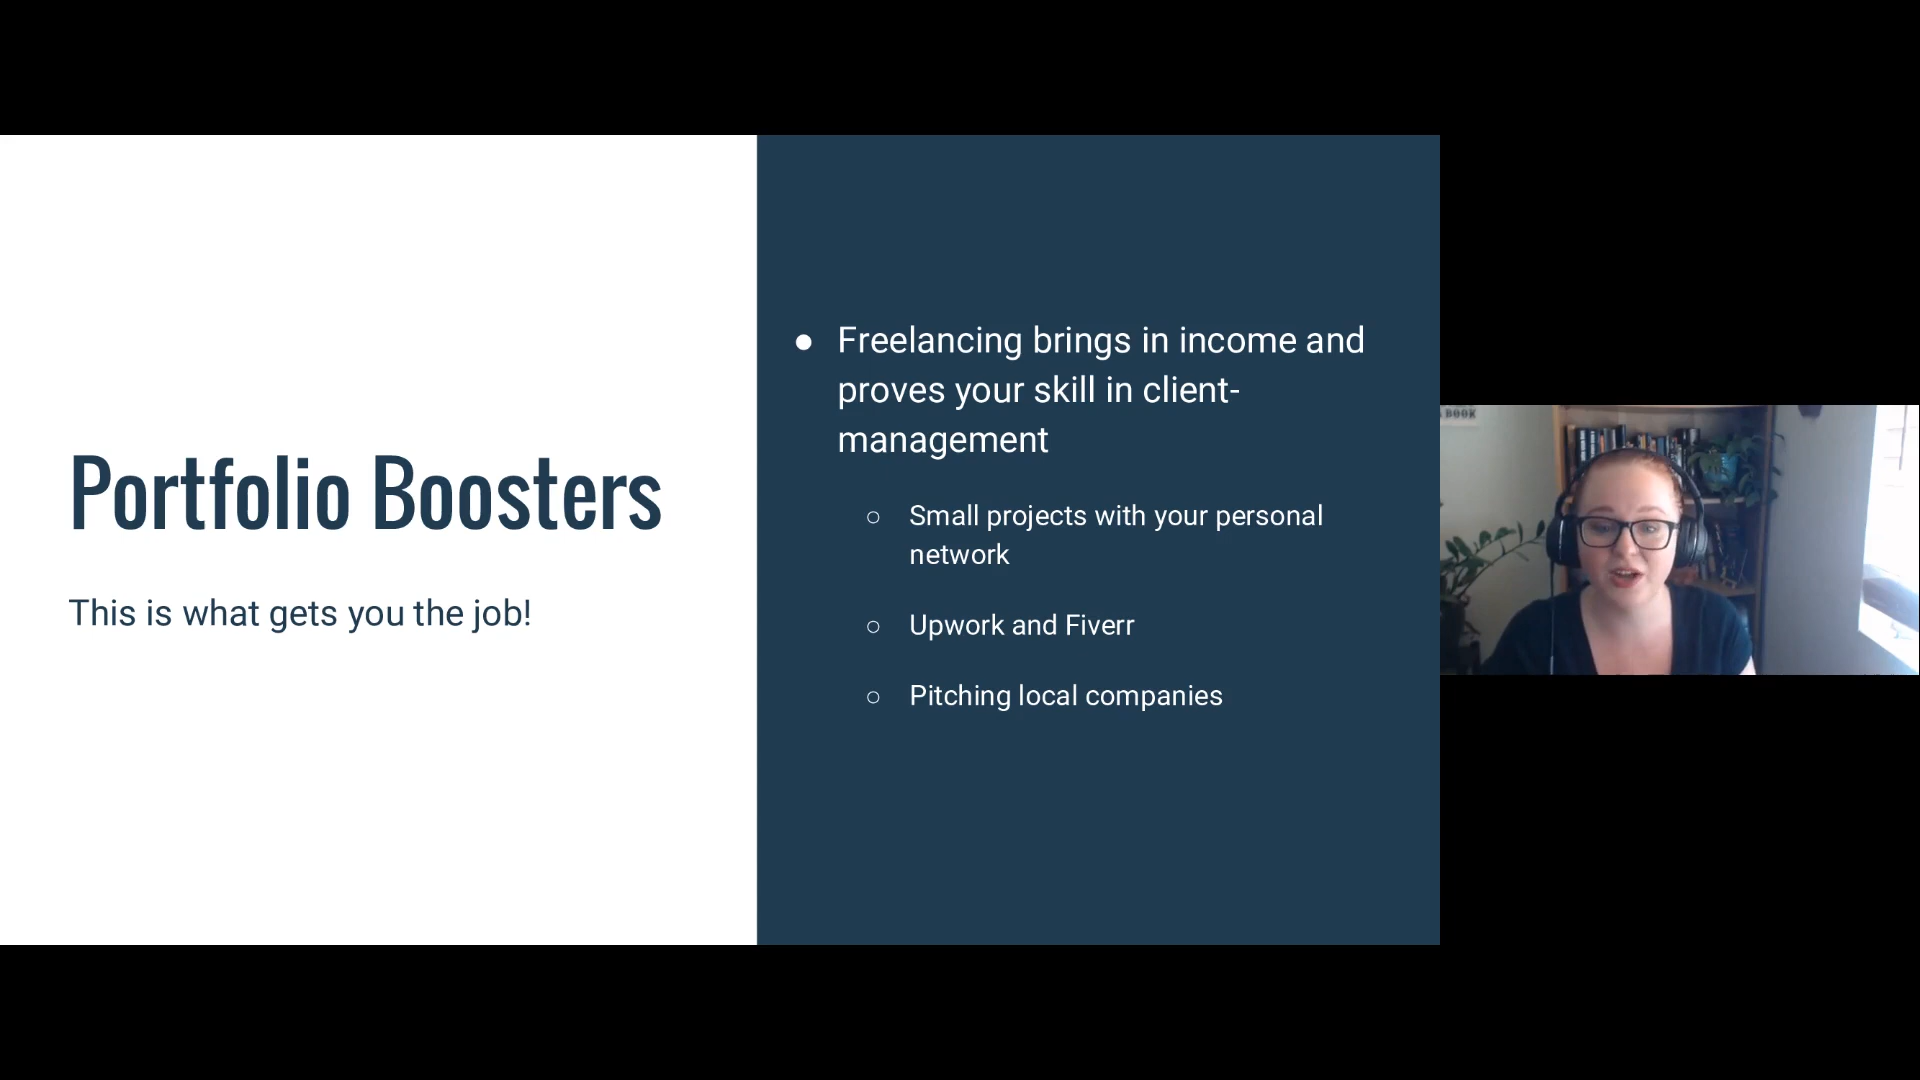 Portfolio Boosters
This is what gets you the job!
● Freelancing brings in income and
proves your skill in client-
management
○ Small projects with your personal
network
○ Upwork and Fiverr
○ Pitching local companies
BOOK